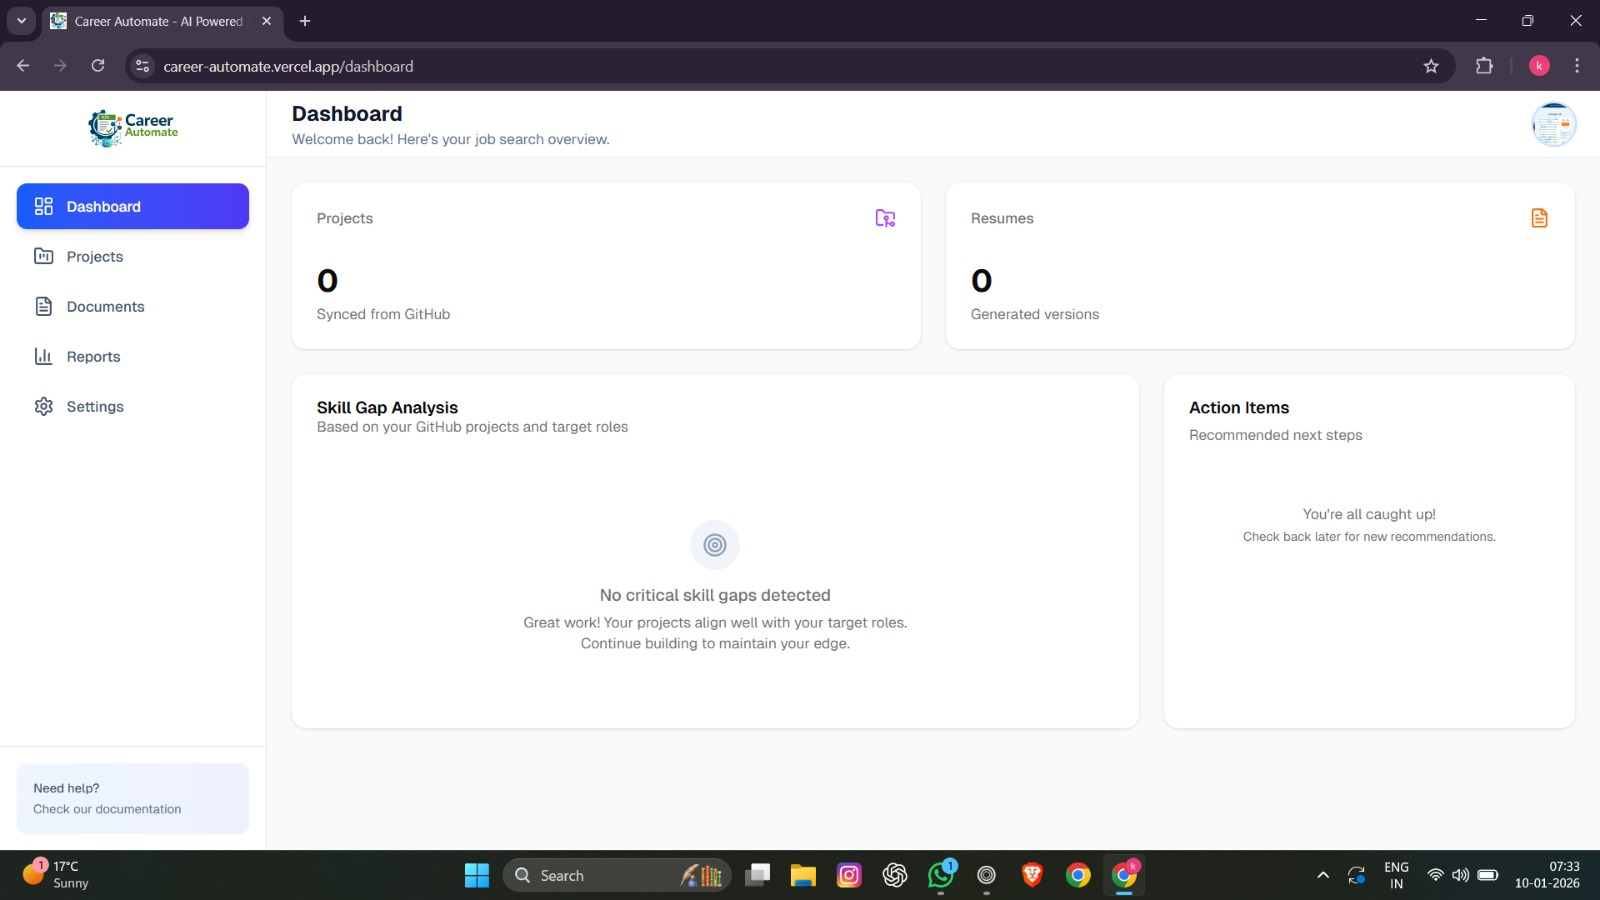 Career Automate - AI Powered
career-automate.vercel.app/dashboard
k
Career
Automate
Dashboard
Welcome back! Here's your job search overview.
Dashboard
Projects
Documents
Reports
Settings
Projects
0
Synced from GitHub
Resumes
0
Generated versions
Skill Gap Analysis
Based on your GitHub projects and target roles
No critical skill gaps detected
Great work! Your projects align well with your target roles.
Continue building to maintain your edge.
Action Items
Recommended next steps
You're all caught up!
Check back later for new recommendations.
Need help?
Check our documentation
1
17°C
Sunny
Search
1
k
ENG
IN
07:33
10-01-2026